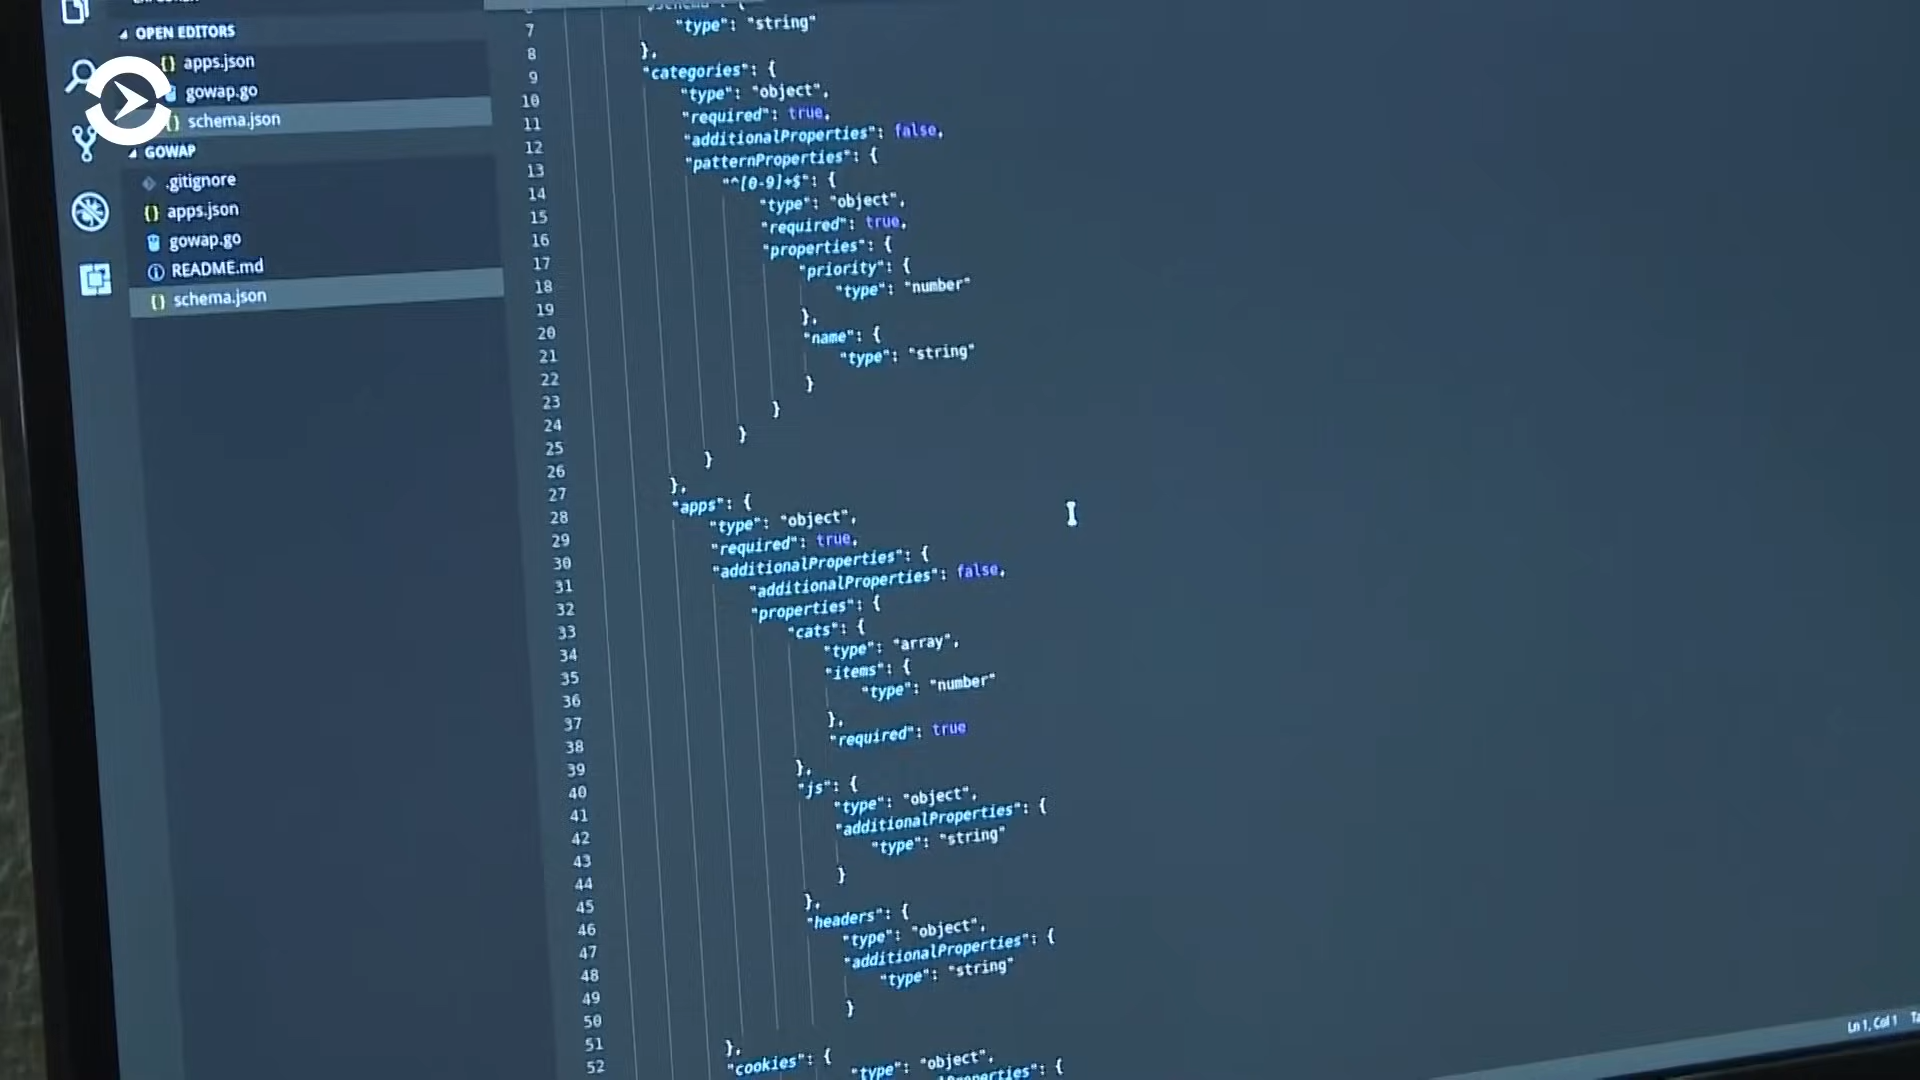 OPEN EDITORS
apps.json
gowap.go
schema.json
GOWAP
.gitignore
apps.json
gowap.go
README.md
schema.json
7
8
9
10
11
12
13
14
15
16
17
18
19
20
21
22
23
24
25
26
27
28
29
30
31
32
33
34
35
36
37
38
39
40
41
42
43
44
45
46
47
48
49
50
51
52
"type": "string"
},
"categories": {
"type": "object",
"required": true,
"additionalProperties": false,
"patternProperties": {
"^[0-9]+$": {
"type": "object",
"required": true,
"properties": {
"priority": {
"type": "number"
},
"name": {
"type": "string"
}
}
}
}
},
"apps": {
"type": "object",
"required": true,
"additionalProperties": {
"additionalProperties": false,
"properties": {
"cats": {
"type": "array",
"items": {
"type": "number"
},
"required": true
},
"js": {
"type": "object",
"additionalProperties": {
"type": "string"
}
},
"headers": {
"type": "object",
"additionalProperties": {
"type": "string"
}
},
"cookies": {
"type": "object",
Ln 1, Col 1